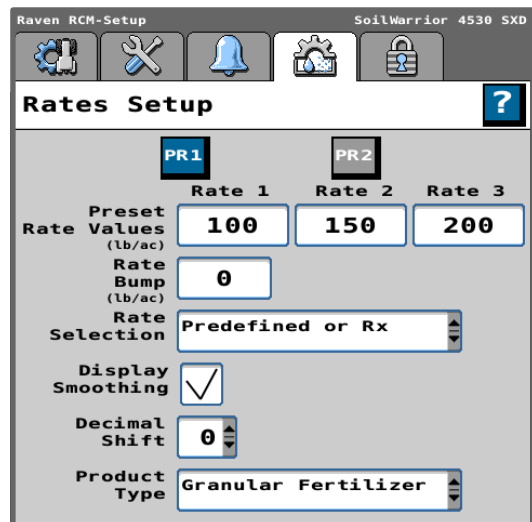 Raven RCM-Setup SoilWarrior 4530 SXD
Rates Setup ?
PR1 PR2
Rate 1 Rate 2 Rate 3
Preset
Rate Values 100 150 200
(lb/ac)
Rate
Bump 0
(lb/ac)
Rate
Selection Predefined or Rx
Display
Smoothing
Decimal
Shift 0
Product
Type Granular Fertilizer